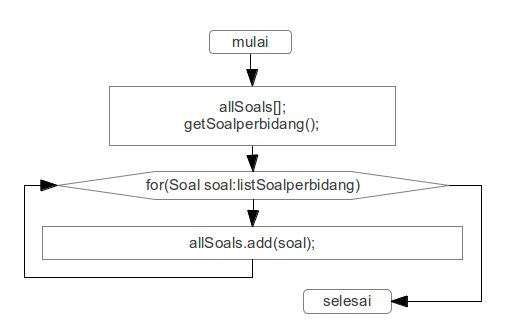 mulai
allSoals[];
getSoalperbidang();
for(Soal soal:listSoalperbidang)
allSoals.add(soal);
selesai